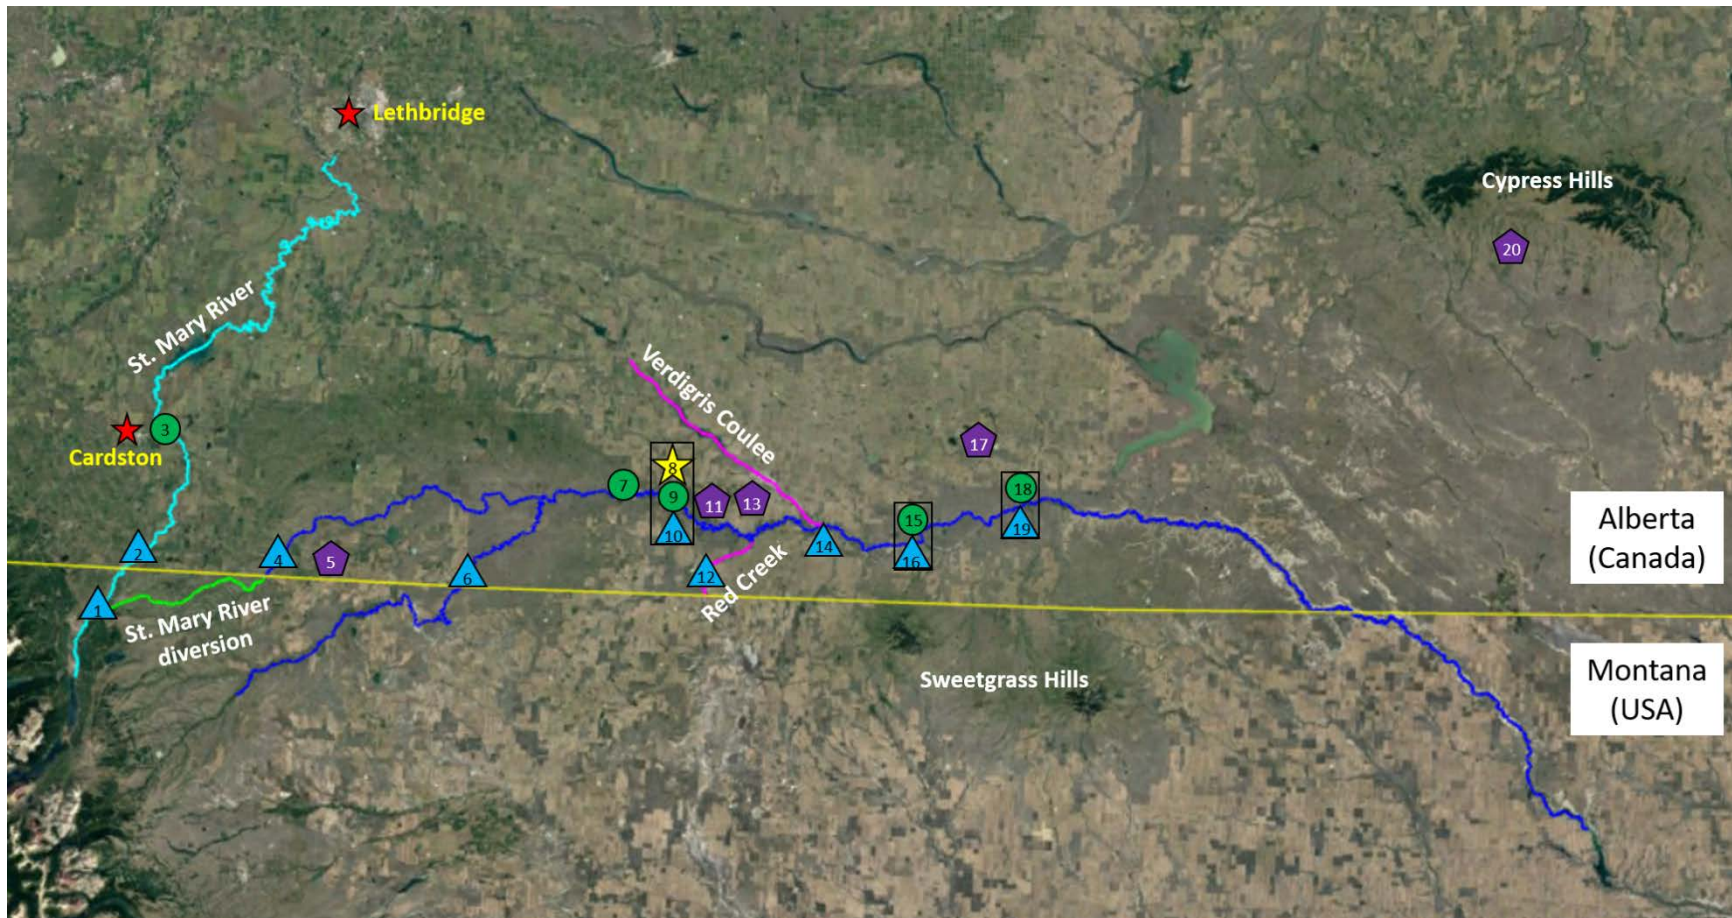 Lethbridge
Cypress Hills
20
St. Mary River
Verdigris Coulee
3
Cardston
17
8
7
9
11
13
18
15
10
19
14
16
2
4
5
6
12
1
Red Creek
St. Mary River
diversion
Alberta
(Canada)
Sweetgrass Hills
Montana
(USA)